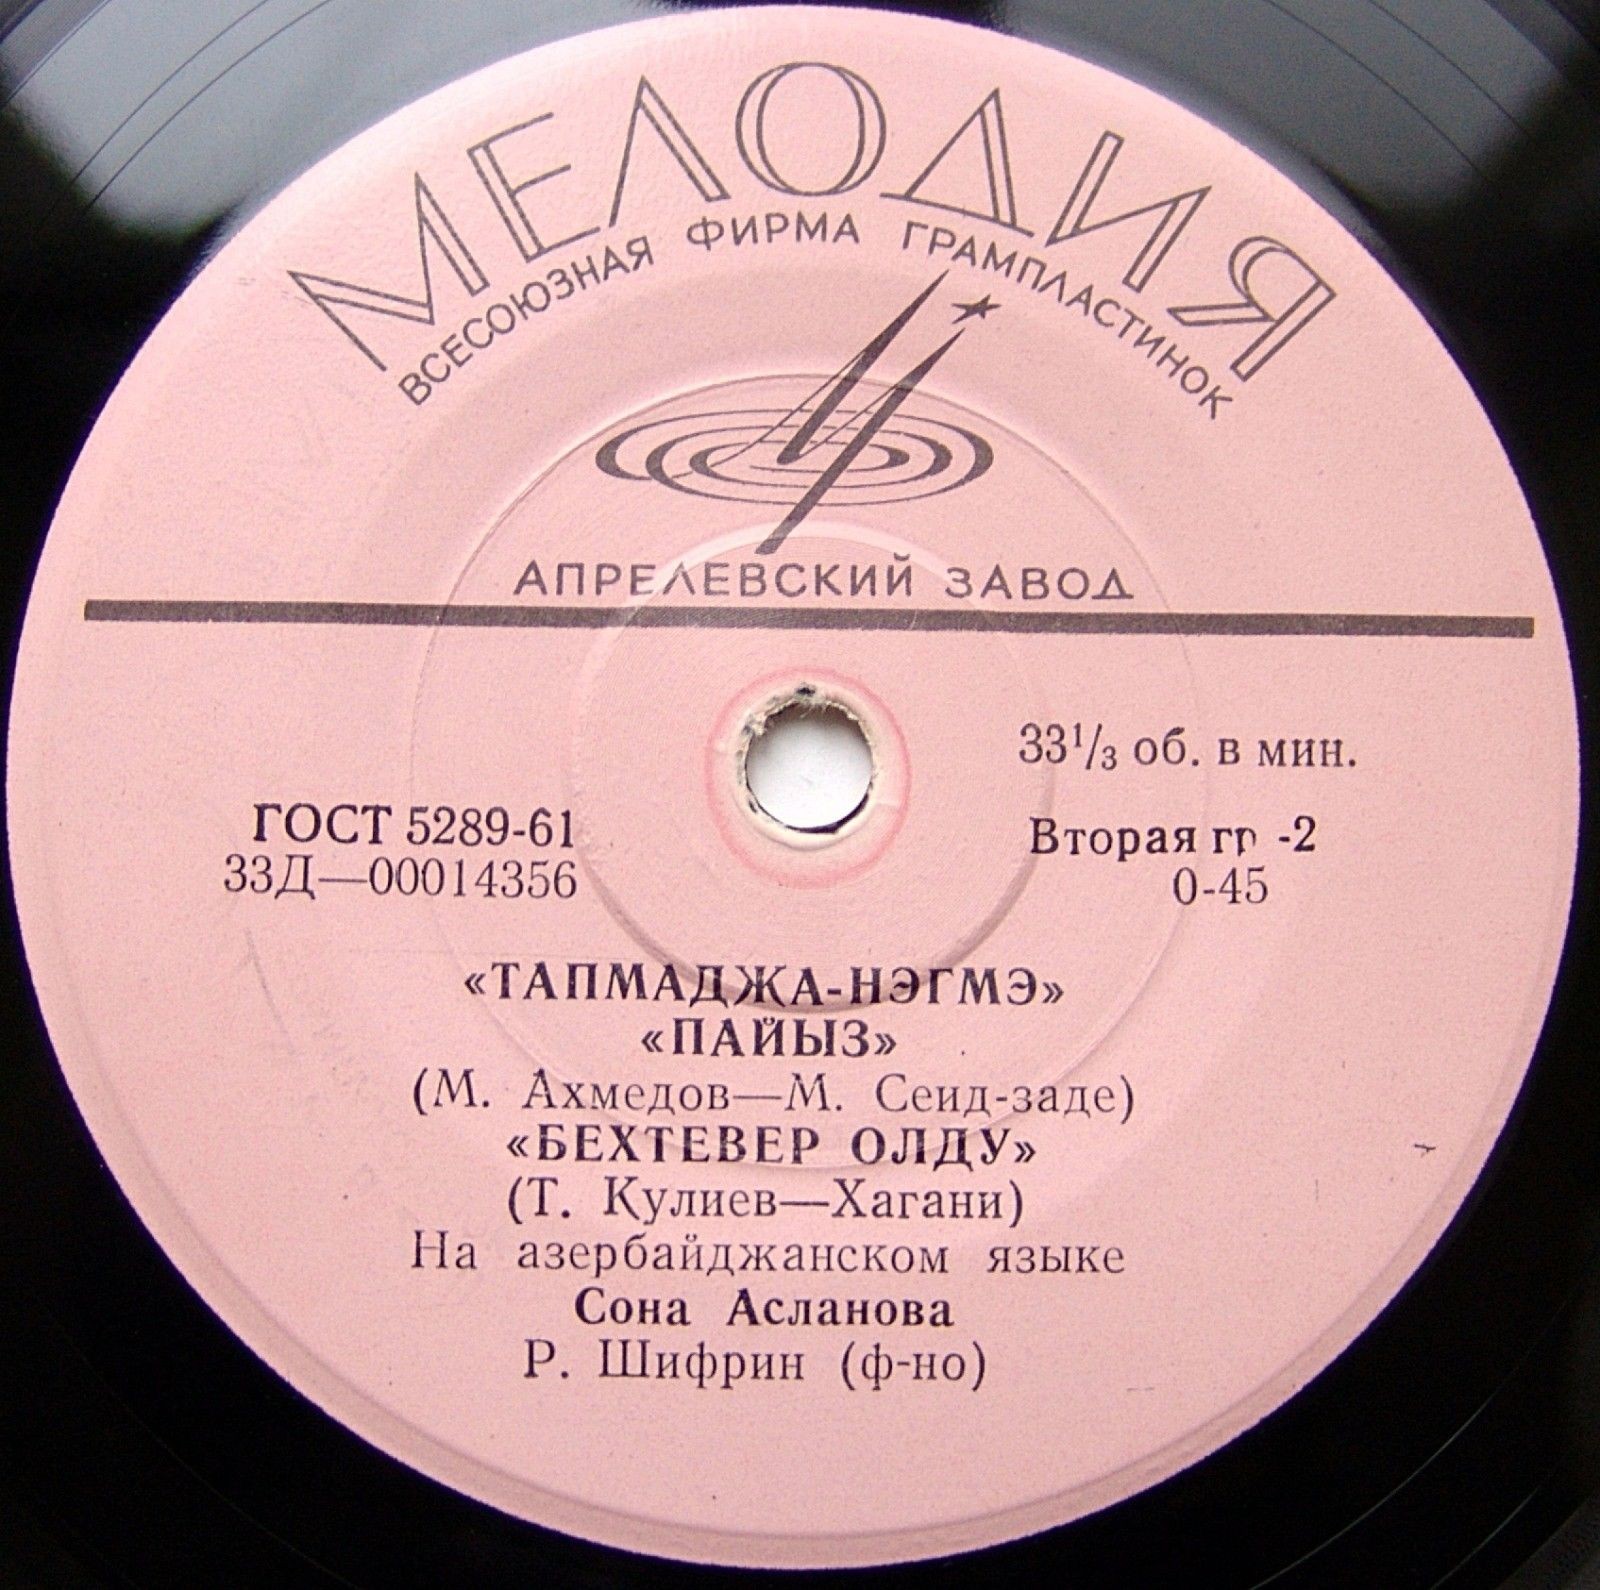 МЕЛОДИЯ
ВСЕСОЮЗНАЯ ФИРМА ГРАМПЛАСТИНОК
АПРЕЛЕВСКИЙ ЗАВОД
33⅓ об. в мин.
ГОСТ 5289-61
Вторая гр -2
33Д—00014356
0-45
«ТАПМАДЖА-НЭГМЭ»
«ПАЙЫЗ»
(М. Ахмедов—М. Сеид-заде)
«БЕХТЕВЕР ОЛДУ»
(Т. Кулиев—Хагани)
На азербайджанском языке
Сона Асланова
Р. Шифрин (ф-но)